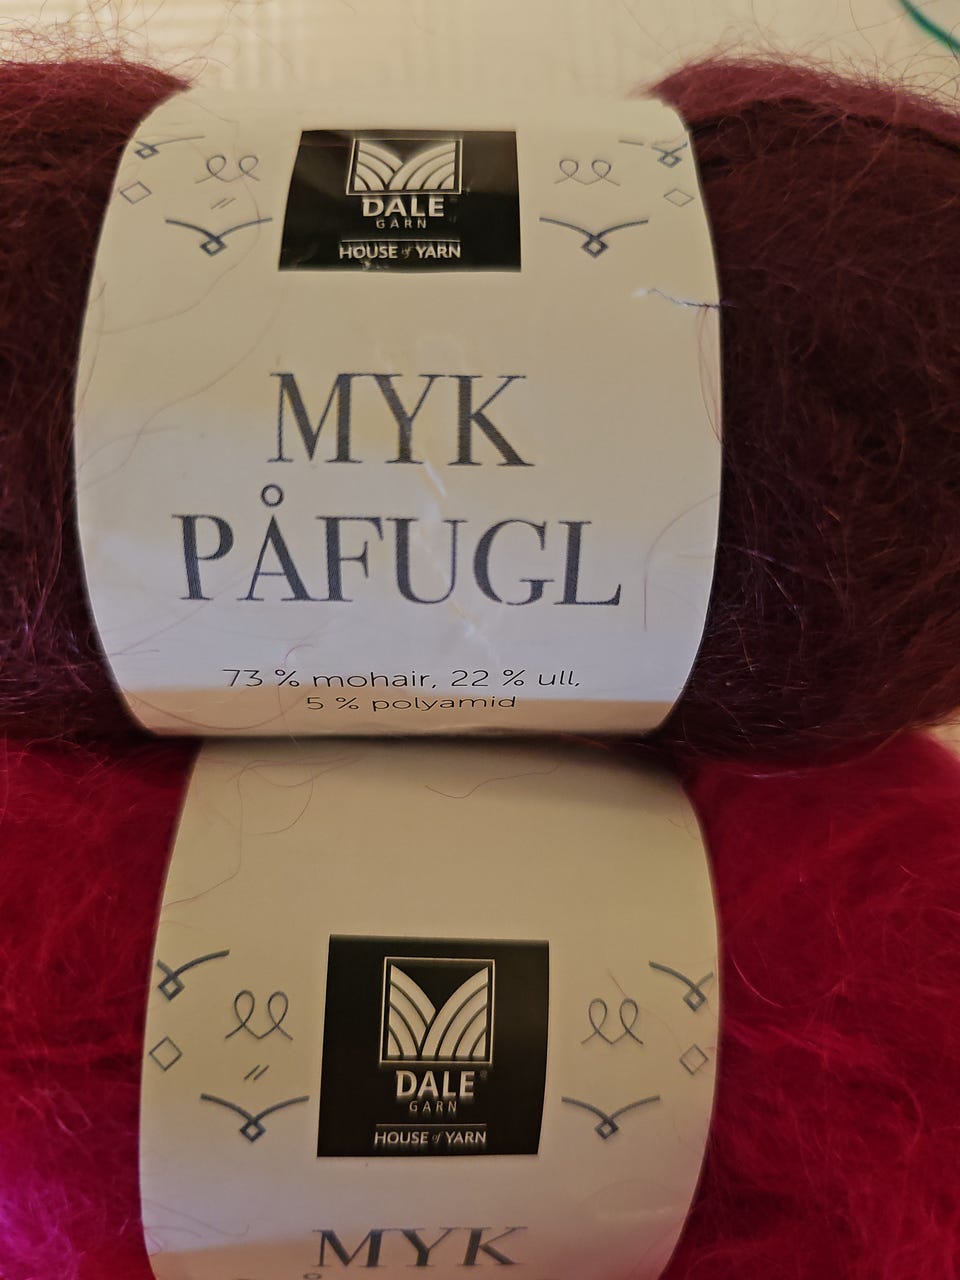 DALE
GARN
HOUSE of YARN
MYK
PÅFUGL
73 % mohair, 22 % ull,
5 % polyamid
DALE
GARN
HOUSE of YARN
MYK